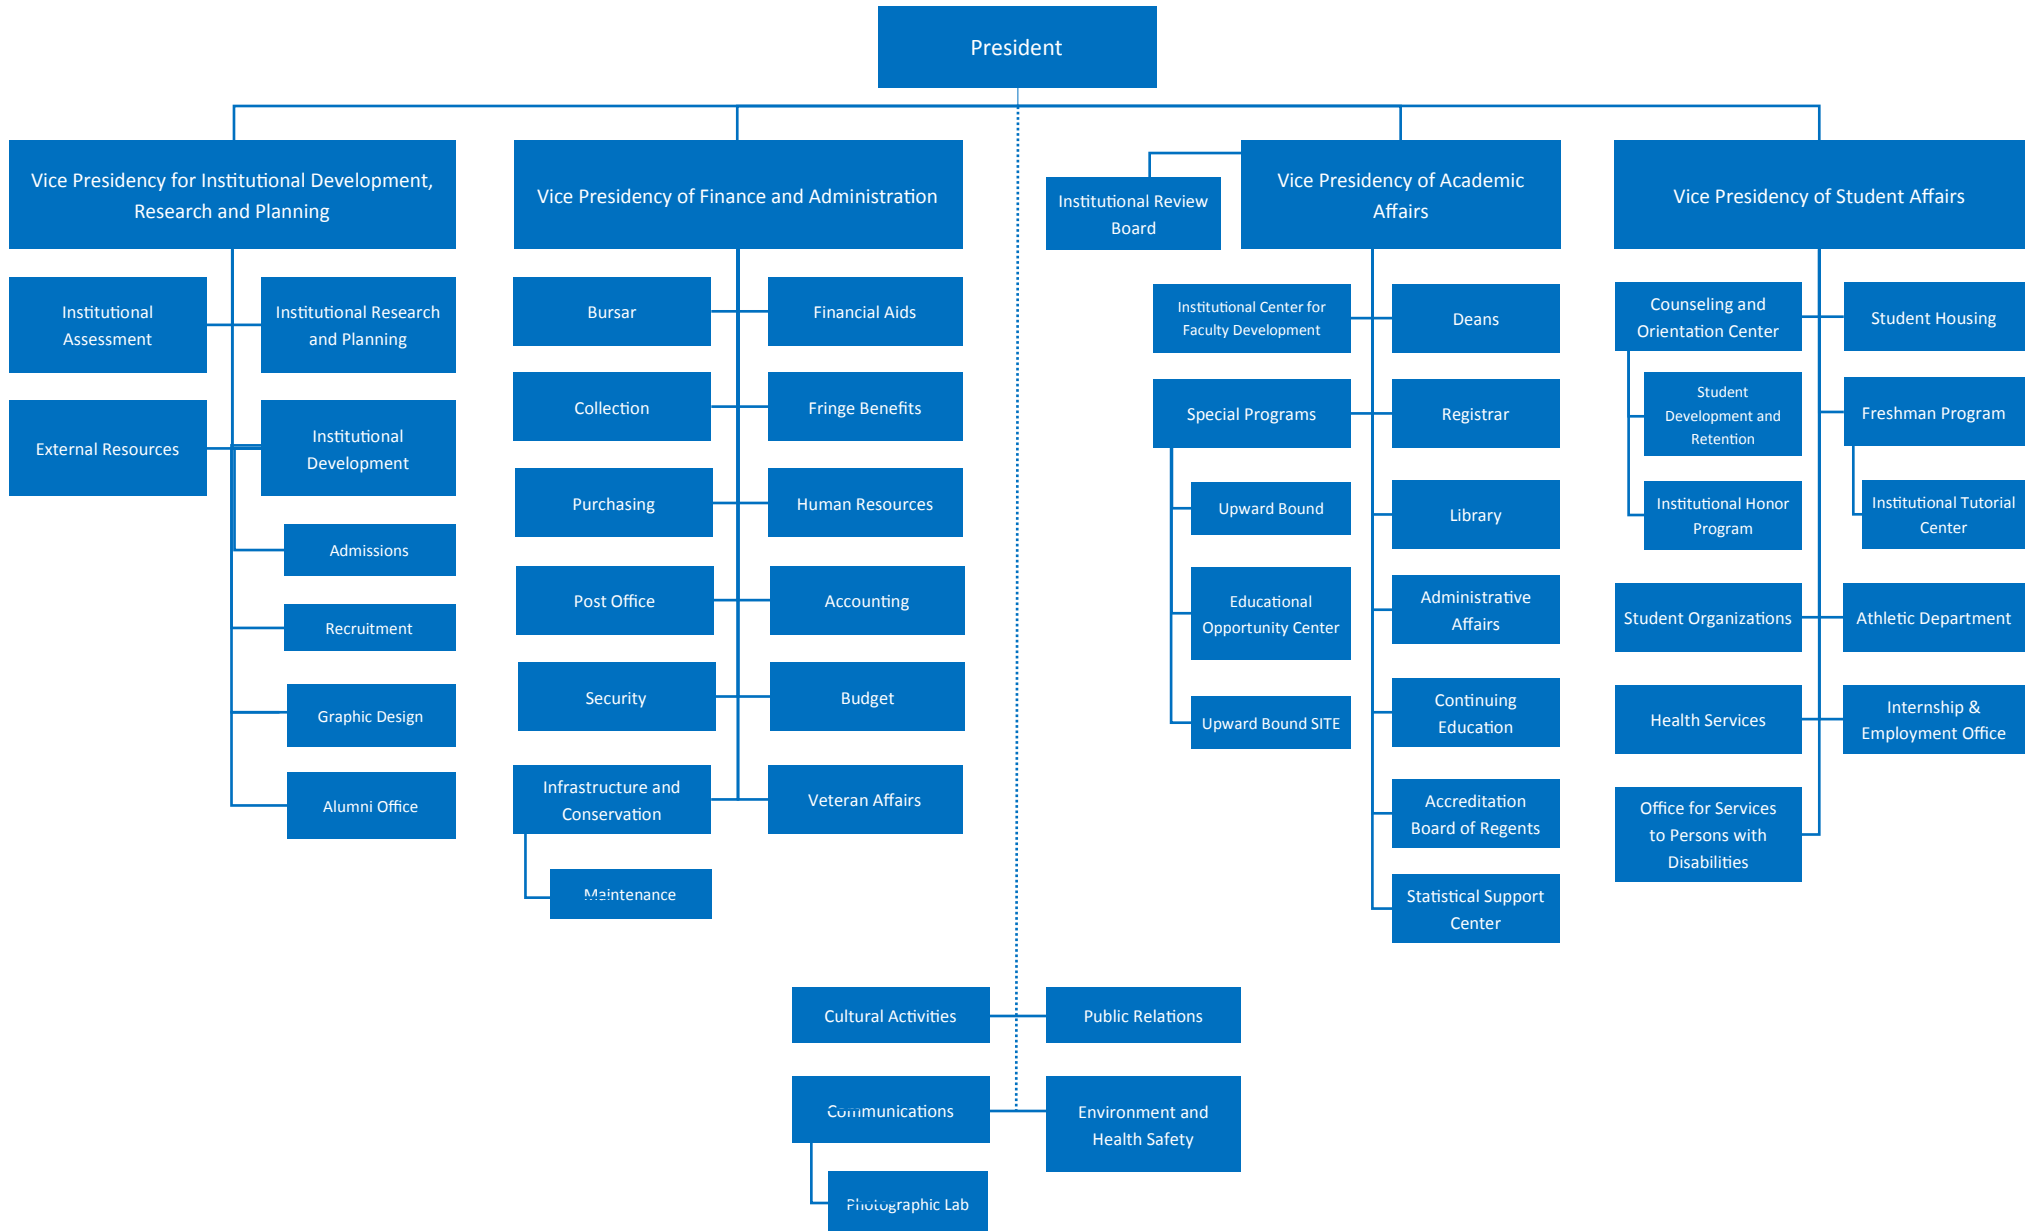 President
Vice Presidency for Institutional Development,
Research and Planning
Vice Presidency of Finance and Administration
Institutional Review
Board
Vice Presidency of Academic
Affairs
Vice Presidency of Student Affairs
Institutional
Assessment
Institutional Research
and Planning
External Resources
Institutional
Development
Admissions
Recruitment
Graphic Design
Alumni Office
Bursar
Financial Aids
Collection
Fringe Benefits
Purchasing
Human Resources
Post Office
Accounting
Security
Budget
Infrastructure and
Conservation
Veteran Affairs
Maintenance
Institutional Center for
Faculty Development
Deans
Special Programs
Registrar
Upward Bound
Library
Educational
Opportunity Center
Administrative
Affairs
Upward Bound SITE
Continuing
Education
Accreditation
Board of Regents
Statistical Support
Center
Counseling and
Orientation Center
Student Housing
Student
Development and
Retention
Freshman Program
Institutional Honor
Program
Institutional Tutorial
Center
Student Organizations
Athletic Department
Health Services
Internship &
Employment Office
Office for Services
to Persons with
Disabilities
Cultural Activities
Public Relations
Communications
Environment and
Health Safety
Photographic Lab